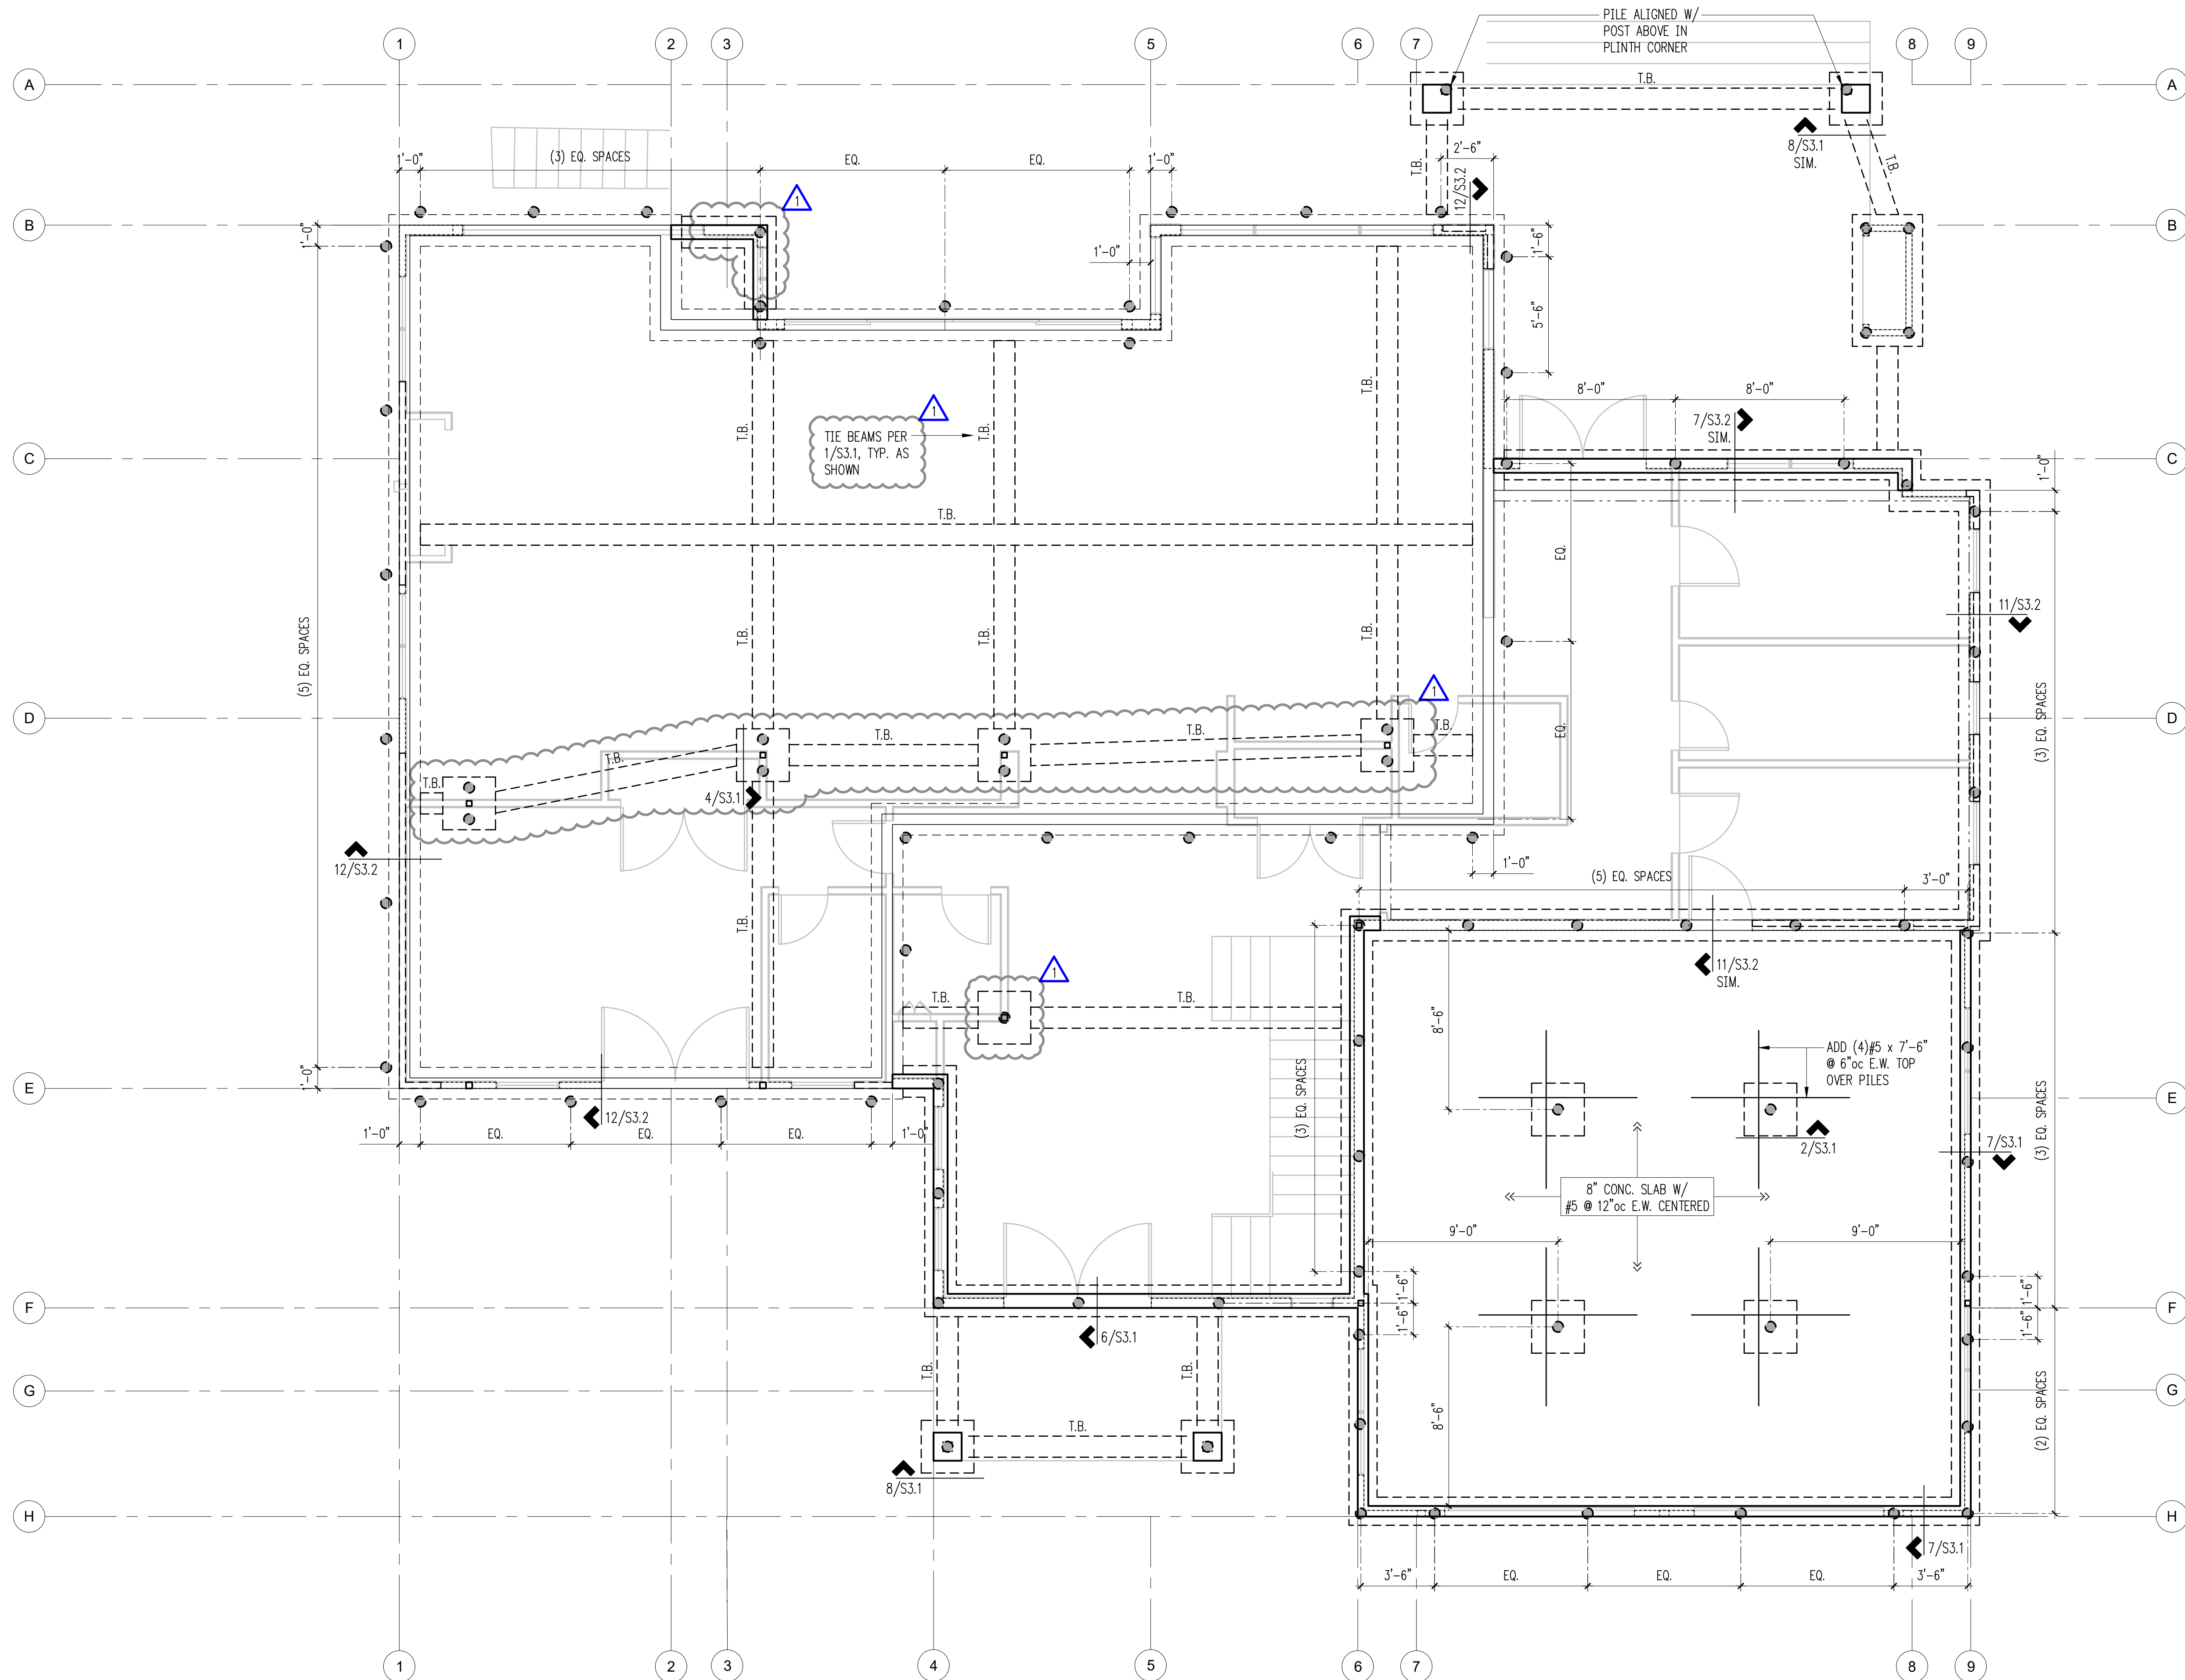 PILE ALIGNED W/
POST ABOVE IN
PLINTH CORNER
1
2
3
5
6
7
8
9
A
A
T.B.
8/S3.1
SIM.
T.B.
T.B.
1'-0"
(3) EQ. SPACES
EQ.
EQ.
1'-0"
2'-6"
12/S3.2
1
B
B
1'-0"
1'-0"
1'-6"
5'-6"
8'-0"
8'-0"
7/S3.2
SIM.
1
TIE BEAMS PER
1/S3.1, TYP. AS
SHOWN
T.B.
T.B.
T.B.
C
C
1'-0"
T.B.
EQ.
11/S3.2
(5) EQ. SPACES
T.B.
T.B.
T.B.
1
D
D
(3) EQ. SPACES
T.B.
T.B.
T.B.
T.B.
T.B.
EQ.
4/S3.1
12/S3.2
1'-0"
(5) EQ. SPACES
3'-0"
T.B.
1
11/S3.2
SIM.
T.B.
T.B.
8'-6"
ADD (4)#5 x 7'-6"
@ 6"oc E.W. TOP
OVER PILES
1'-0"
E
E
12/S3.2
1'-0"
EQ.
EQ.
EQ.
1'-0"
(3) EQ. SPACES
2/S3.1
7/S3.1
(3) EQ. SPACES
8" CONC. SLAB W/
#5 @ 12"oc E.W. CENTERED
9'-0"
9'-0"
1'-6"
1'-6"
1'-6"
1'-6"
F
F
6/S3.1
T.B.
T.B.
G
G
8'-6"
(2) EQ. SPACES
T.B.
8/S3.1
H
H
7/S3.1
3'-6"
EQ.
EQ.
EQ.
3'-6"
1
2
3
4
5
6
7
8
9